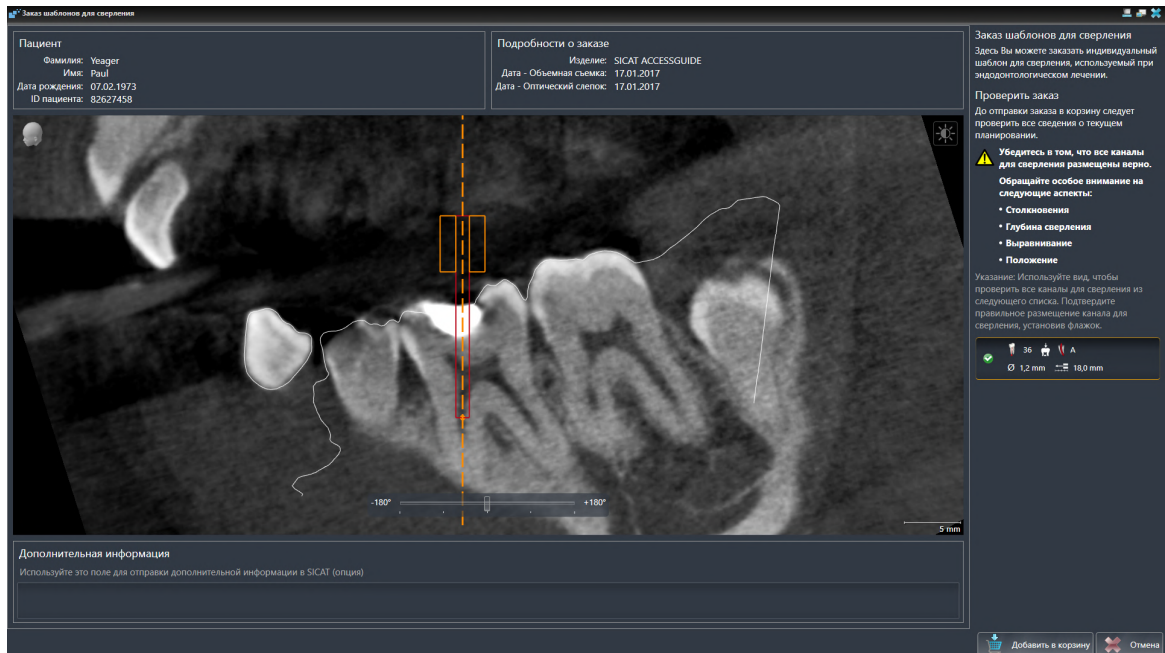 Заказ шаблонов для сверления
Пациент
Фамилия: Yeager
Имя: Paul
Дата рождения: 07.02.1973
ID пациента: 82627458
Подробности о заказе
Изделие: SICAT ACCESSGUIDE
Дата - Объемная съемка: 17.01.2017
Дата - Оптический слепок: 17.01.2017
-180° +180°
5 mm
Дополнительная информация
Используйте это поле для отправки дополнительной информации в SICAT (опция)
Заказ шаблонов для сверления
Здесь Вы можете заказать индивидуальный
шаблон для сверления, используемый при
эндодонтологическом лечении.
Проверить заказ
До отправки заказа в корзину следует
проверить все сведения о текущем
планировании.
Убедитесь в том, что все каналы
для сверления размещены верно.
Обращайте особое внимание на
следующие аспекты:
• Столкновения
• Глубина сверления
• Выравнивание
• Положение
Указание: Используйте вид, чтобы
проверить все каналы для сверления из
следующего списка. Подтвердите
правильное размещение канала для
сверления, установив флажок.
36 A
Ø 1,2 mm 18,0 mm
Добавить в корзину Отмена